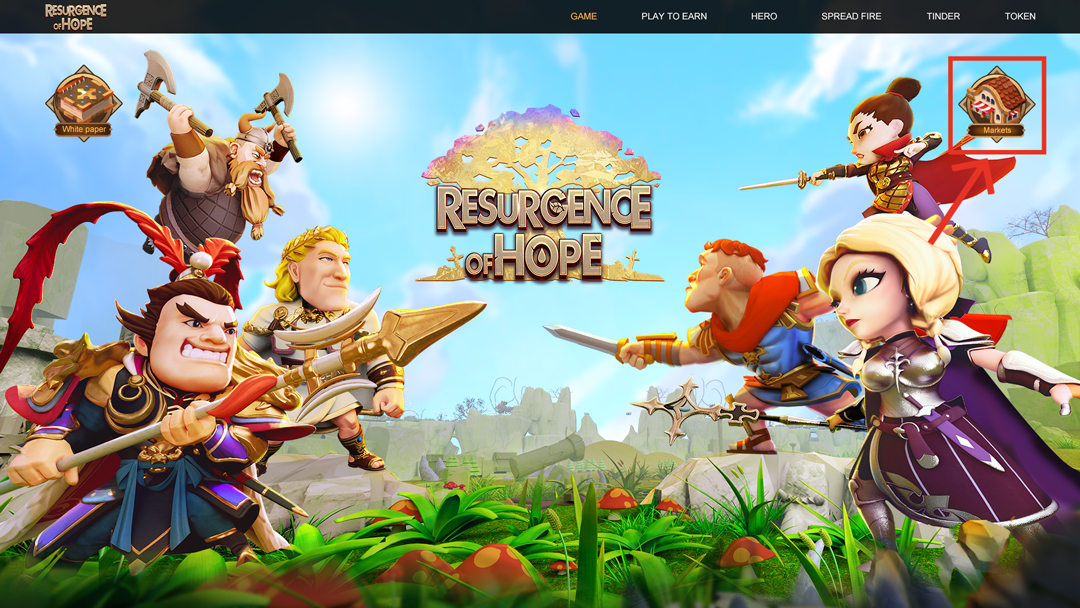 RESURGENCE
OF HOPE
GAME
PLAY TO EARN
HERO
SPREAD FIRE
TINDER
TOKEN
White paper
Markets
RESURGENCE
OF HOPE